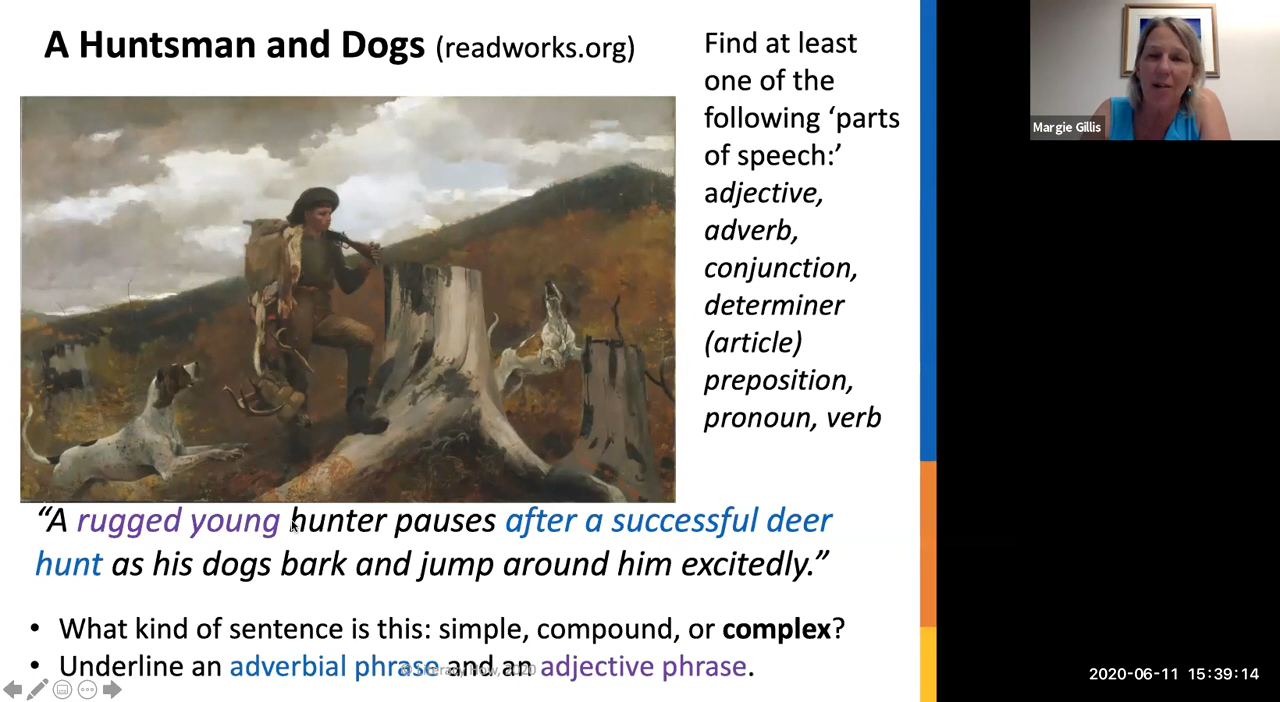 A Huntsman and Dogs (readworks.org)
Find at least
one of the
following ‘parts
of speech:’
adjective,
adverb,
conjunction,
determiner
(article)
preposition,
pronoun, verb
“A rugged young hunter pauses after a successful deer
hunt as his dogs bark and jump around him excitedly.”
• What kind of sentence is this: simple, compound, or complex?
• Underline an adverbial phrase and an adjective phrase.
© Literacy How, 2020
Margie Gillis
2020-06-11 15:39:14